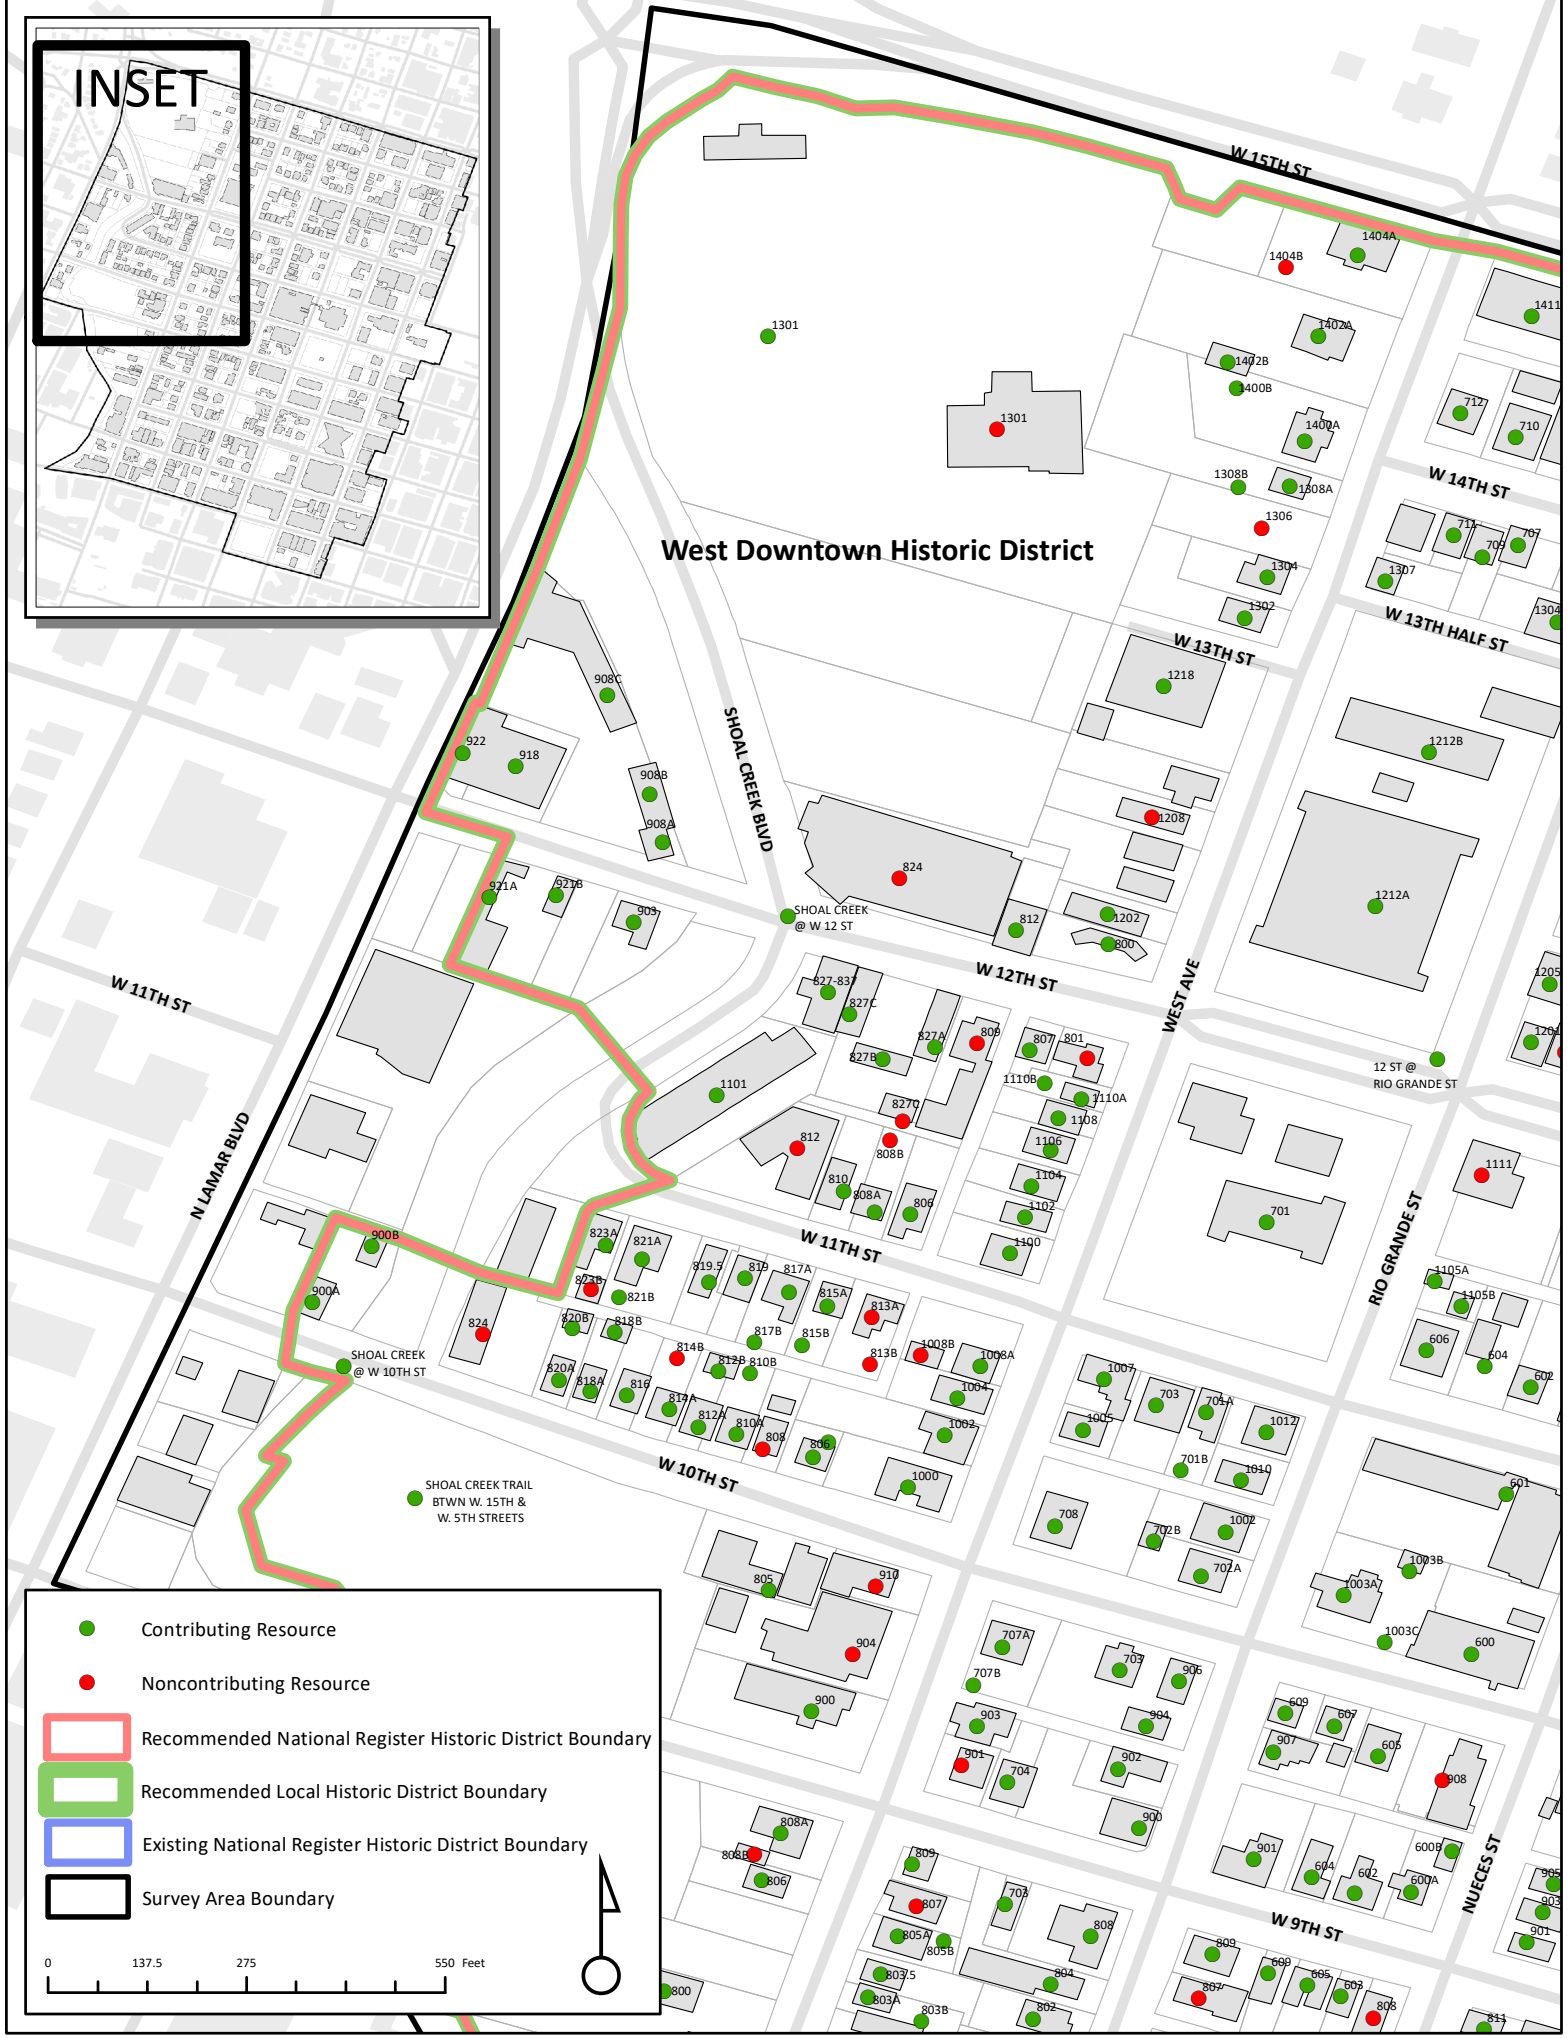 INSET
W 15TH ST
1404A
1404B
1411
1301
1402A
1402B
1400B
712
710
1301
1400A
1308B
1308A
W 14TH ST
1306
711
709
707
West Downtown Historic District
1304
1307
1302
1304
W 13TH HALF ST
W 13TH ST
908C
1218
922
918
1212B
SHOAL CREEK BLVD
908B
908A
1208
824
921A
921B
903
SHOAL CREEK
@ W 12 ST
812
1202
800
1212A
W 12TH ST
WEST AVE
1205
W 11TH ST
827-837
827C
827A
827B
809
807
801
1201
12 ST @
RIO GRANDE ST
1101
1110B
1110A
827C
1108
812
808B
1106
N LAMAR BLVD
810
808A
806
1104
1102
1100
1111
701
W 11TH ST
RIO GRANDE ST
900B
823A
821A
819.5
819
817A
815A
813A
823B
821B
900A
1105A
1105B
824
820B
818B
817B
815B
814B
812B
810B
813B
1008B
1008A
606
604
602
SHOAL CREEK
@ W 10TH ST
820A
818A
816
814A
812A
810A
808
806
1004
1002
1007
703
701A
1005
1012
701B
1010
W 10TH ST
1000
601
SHOAL CREEK TRAIL
BTWN W. 15TH &
W. 5TH STREETS
708
702B
1002
702A
805
910
1003B
1003A
1003C
600
904
707A
707B
703
906
900
903
904
609
607
605
907
908
901
704
902
900
808A
808B
806
809
807
703
808
901
604
602
600B
600A
NUECES ST
905
903
901
W 9TH ST
805A
805B
809
609
605
603
807
808
811
803.5
803A
803B
804
802
800
Contributing Resource
Noncontributing Resource
Recommended National Register Historic District Boundary
Recommended Local Historic District Boundary
Existing National Register Historic District Boundary
Survey Area Boundary
0 137.5 275 550 Feet